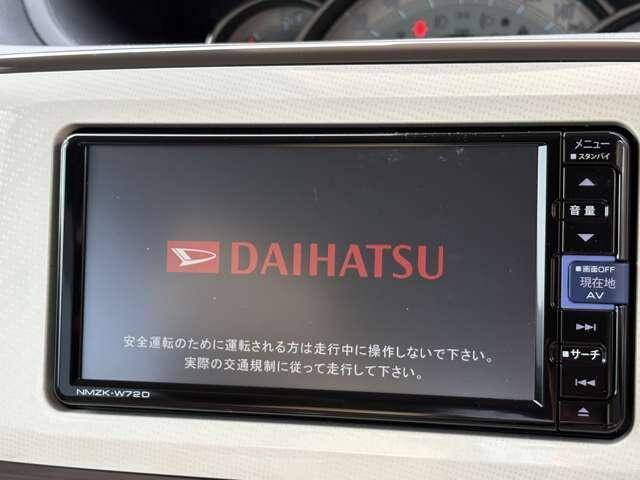 DAIHATSU
安全運転のために運転される方は走行中に操作しないで下さい。
実際の交通規制に従って走行して下さい。
NMZK-W72D
メニュー
■スタンバイ
音量
■画面OFF
現在地
AV
■サーチ